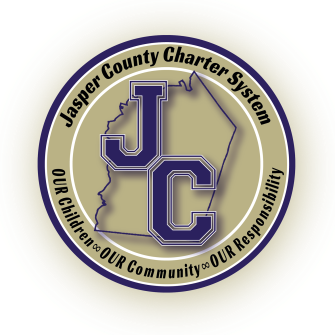 Jasper County Charter System
JC
OUR Children∞OUR Community∞OUR Responsibility